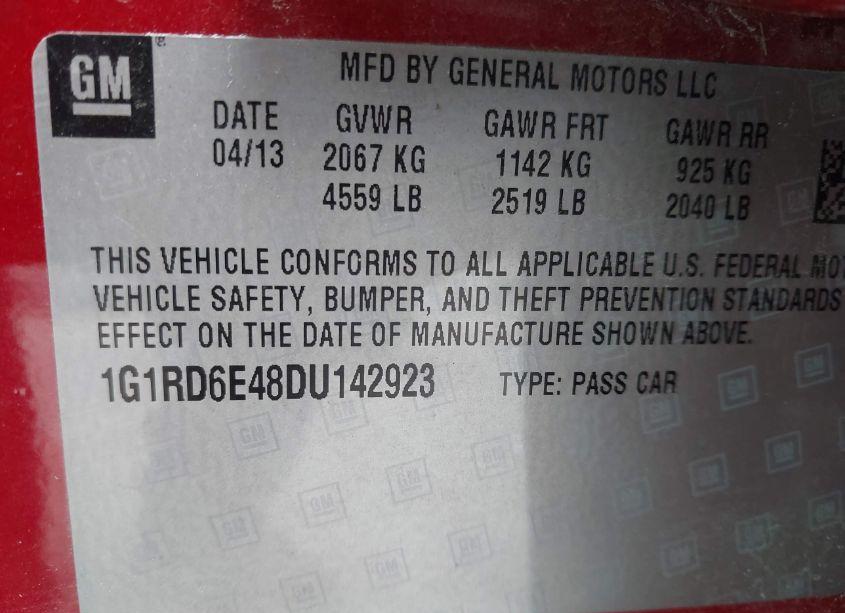 GM
MFD BY GENERAL MOTORS LLC
DATE GVWR GAWR FRT GAWR RR
04/13 2067 KG 1142 KG 925 KG
4559 LB 2519 LB 2040 LB
THIS VEHICLE CONFORMS TO ALL APPLICABLE U.S. FEDERAL MO
VEHICLE SAFETY, BUMPER, AND THEFT PREVENTION STANDARDS
EFFECT ON THE DATE OF MANUFACTURE SHOWN ABOVE.
1G1RD6E48DU142923 TYPE: PASS CAR